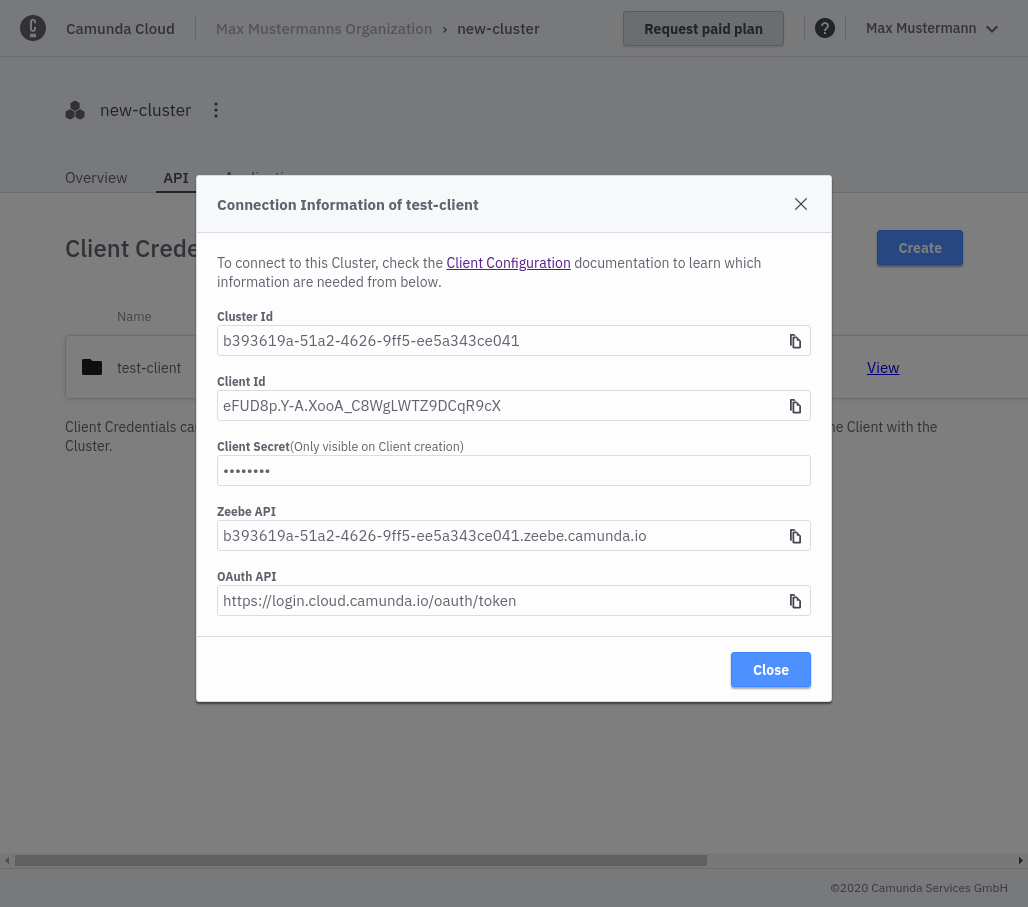 Camunda Cloud
Max Mustermanns Organization › new-cluster
Request paid plan
?
Max Mustermann
new-cluster
Overview
API
Connection Information of test-client
Client Crede
Create
To connect to this Cluster, check the Client Configuration documentation to learn which
information are needed from below.
Name
Cluster Id
b393619a-51a2-4626-9ff5-ee5a343ce041
test-client
View
Client Id
eFUD8p.Y-A.XooA_C8WgLWTZ9DCqR9cX
Client Credentials ca
ne Client with the
Cluster.
Client Secret(Only visible on Client creation)
••••••••
Zeebe API
b393619a-51a2-4626-9ff5-ee5a343ce041.zeebe.camunda.io
OAuth API
https://login.cloud.camunda.io/oauth/token
Close
©2020 Camunda Services GmbH